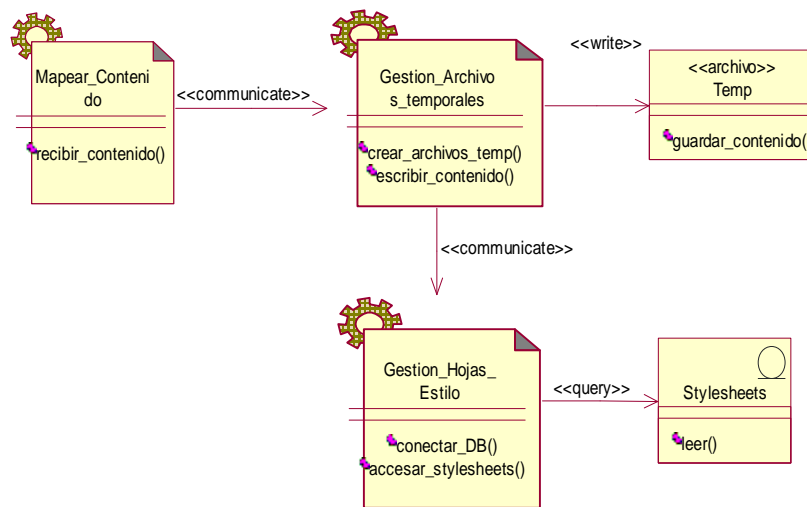 Mapear_Conteni
do
recibir_contenido()
<<communicate>>
Gestion_Archivo
s_temporales
crear_archivos_temp()
escribir_contenido()
<<write>>
<<archivo>>
Temp
guardar_contenido()
<<communicate>>
Gestion_Hojas_
Estilo
conectar_DB()
accesar_stylesheets()
<<query>>
Stylesheets
leer()